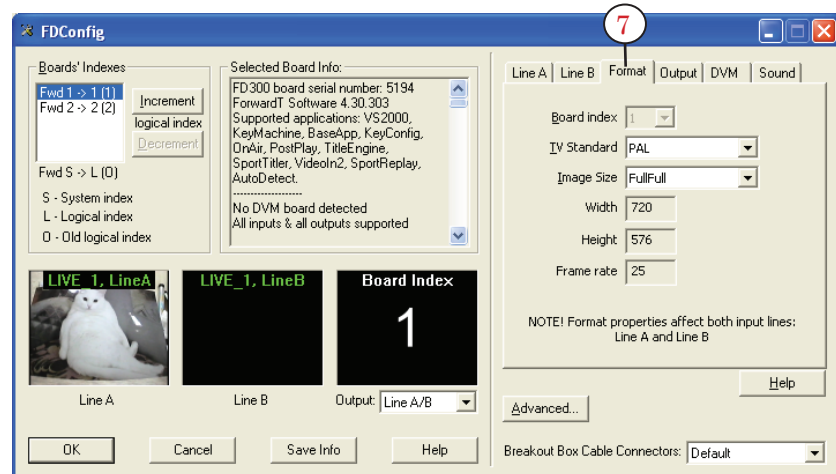 7
FDConfig
Boards' Indexes
Fwd 1 -> 1 (1)
Fwd 2 -> 2 (2)
Increment
logical index
Decrement
Fwd S -> L (O)
S - System index
L - Logical index
O - Old logical index
Selected Board Info:
FD300 board serial number: 5194
ForwardT Software 4.30.303
Supported applications: VS2000,
KeyMachine, BaseApp, KeyConfig,
OnAir, PostPlay, TitleEngine,
SportTitler, VideoIn2, SportReplay,
AutoDetect.
--------------------
No DVM board detected
All inputs & all outputs supported
LIVE_1, LineA
LIVE_1, LineB
Board Index
1
Line A
Line B
Output: Line A/B
OK
Cancel
Save Info
Help
Line A
Line B
Format
Output
DVM
Sound
Board index 1
TV Standard PAL
Image Size FullFull
Width 720
Height 576
Frame rate 25
NOTE! Format properties affect both input lines:
Line A and Line B
Help
Advanced...
Breakout Box Cable Connectors: Default